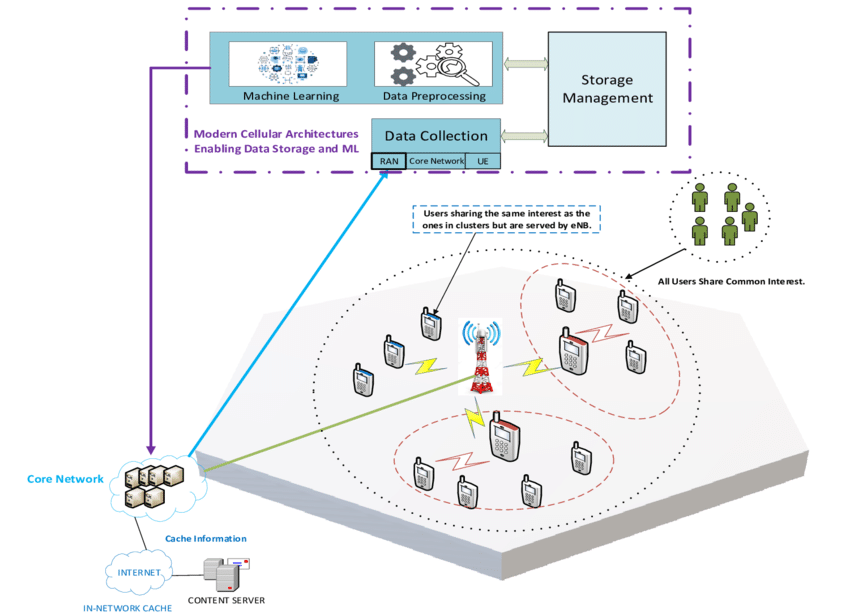 Machine Learning
Data Preprocessing
Storage
Management
Modern Cellular Architectures
Enabling Data Storage and ML
Data Collection
RAN
Core Network
UE
Users sharing the same interest as the
ones in clusters but are served by eNB.
All Users Share Common Interest.
Core Network
Cache Information
INTERNET
CONTENT SERVER
IN-NETWORK CACHE